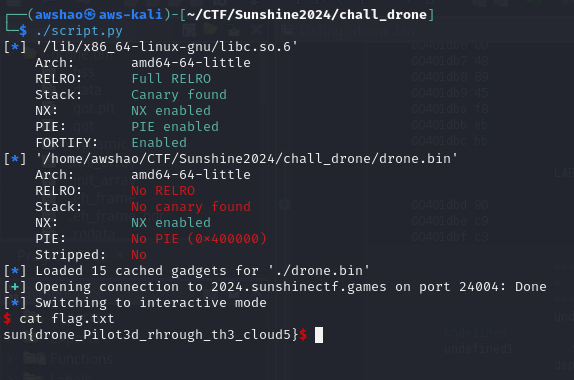 ┌──(awshao㉿aws-kali)-[~/CTF/Sunshine2024/chall_drone]
└─$ ./script.py
[*] '/lib/x86_64-linux-gnu/libc.so.6'
Arch: amd64-64-little
RELRO: Full RELRO
Stack: Canary found
NX: NX enabled
PIE: PIE enabled
FORTIFY: Enabled
[*] '/home/awshao/CTF/Sunshine2024/chall_drone/drone.bin'
Arch: amd64-64-little
RELRO: No RELRO
Stack: No canary found
NX: NX enabled
PIE: No PIE (0x400000)
Stripped: No
[*] Loaded 15 cached gadgets for './drone.bin'
[+] Opening connection to 2024.sunshinectf.games on port 24004: Done
[*] Switching to interactive mode
$ cat flag.txt
sun{drone_Pilot3d_rhrough_th3_cloud5}$